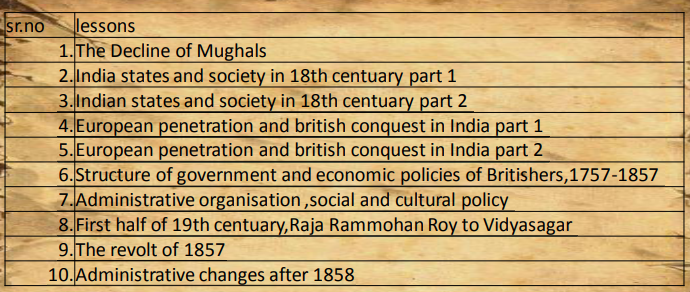 sr.no lessons
1. The Decline of Mughals
2. India states and society in 18th centuary part 1
3. Indian states and society in 18th centuary part 2
4. European penetration and british conquest in India part 1
5. European penetration and british conquest in India part 2
6. Structure of government and economic policies of Britishers,1757-1857
7. Administrative organisation ,social and cultural policy
8. First half of 19th centuary,Raja Rammohan Roy to Vidyasagar
9. The revolt of 1857
10. Administrative changes after 1858